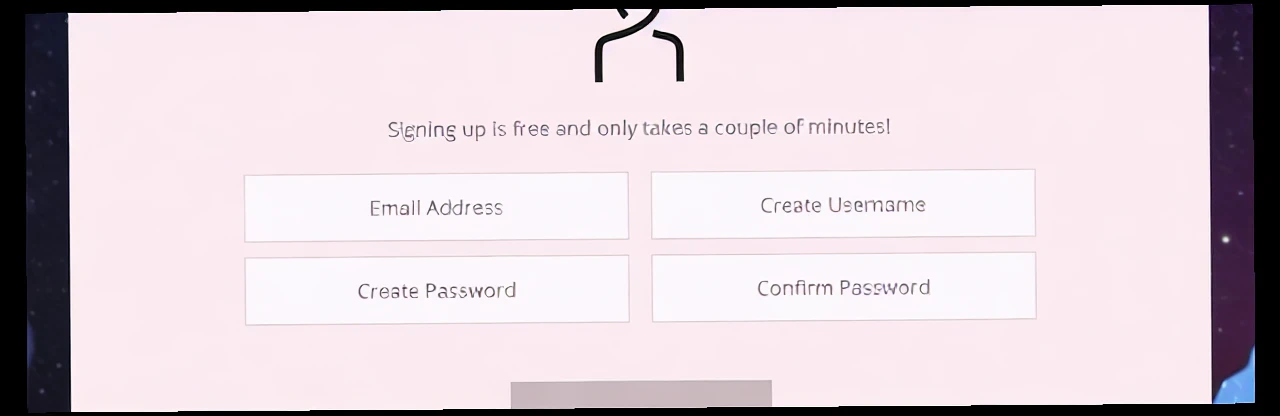 Signing up is free and only takes a couple of minutes!
Email Address
Create Username
Create Password
Confirm Password